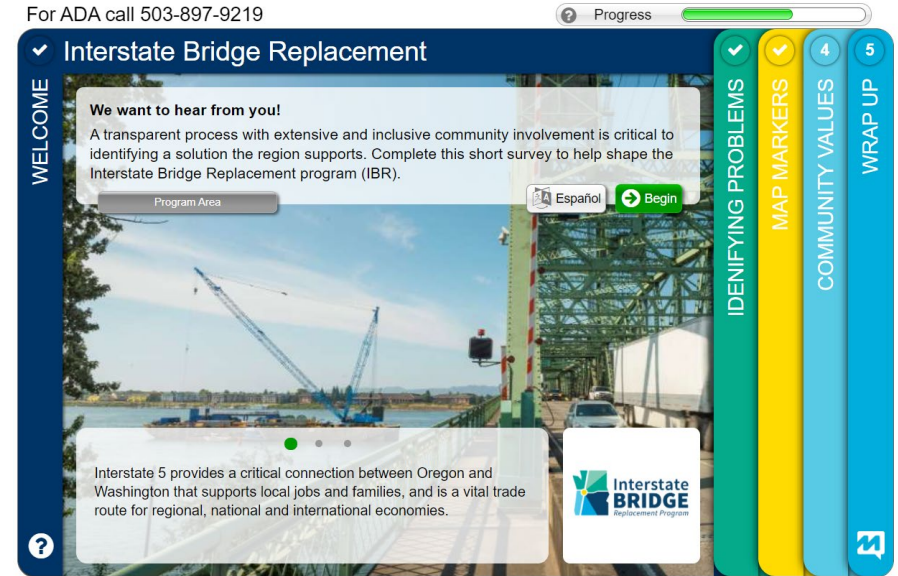 For ADA call 503-897-9219
Progress
Interstate Bridge Replacement
WELCOME
We want to hear from you!
A transparent process with extensive and inclusive community involvement is critical to
identifying a solution the region supports. Complete this short survey to help shape the
Interstate Bridge Replacement program (IBR).
Program Area
Español
Begin
Interstate 5 provides a critical connection between Oregon and
Washington that supports local jobs and families, and is a vital trade
route for regional, national and international economies.
Interstate
BRIDGE
Replacement Program
IDENIFYING PROBLEMS
MAP MARKERS
4
COMMUNITY VALUES
5
WRAP UP